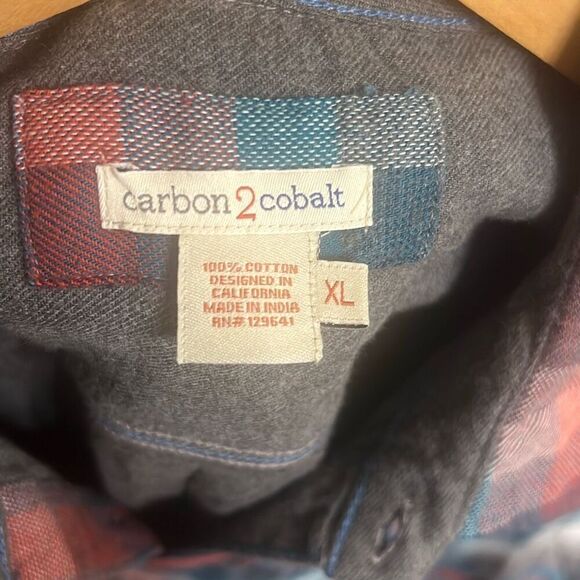 carbon2cobalt
100% COTTON
DESIGNED IN
CALIFORNIA
MADE IN INDIA
RN# 129641
XL